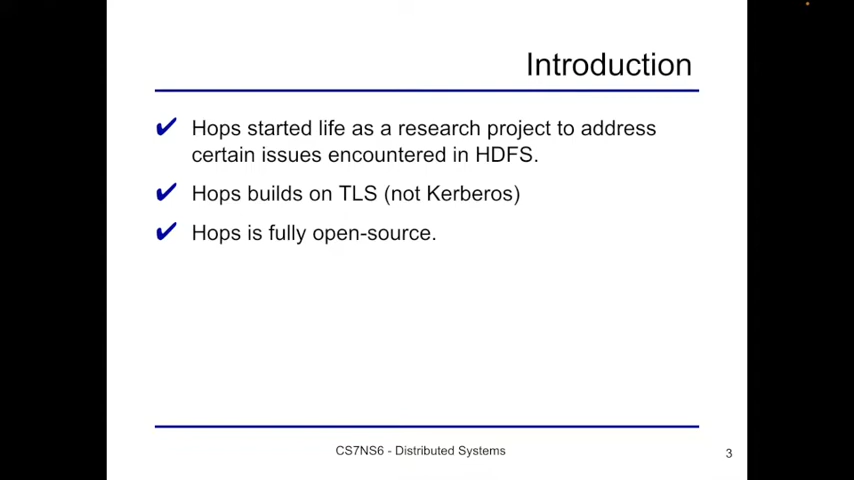 Introduction
Hops started life as a research project to address
certain issues encountered in HDFS.
Hops builds on TLS (not Kerberos)
Hops is fully open-source.
CS7NS6 - Distributed Systems
3